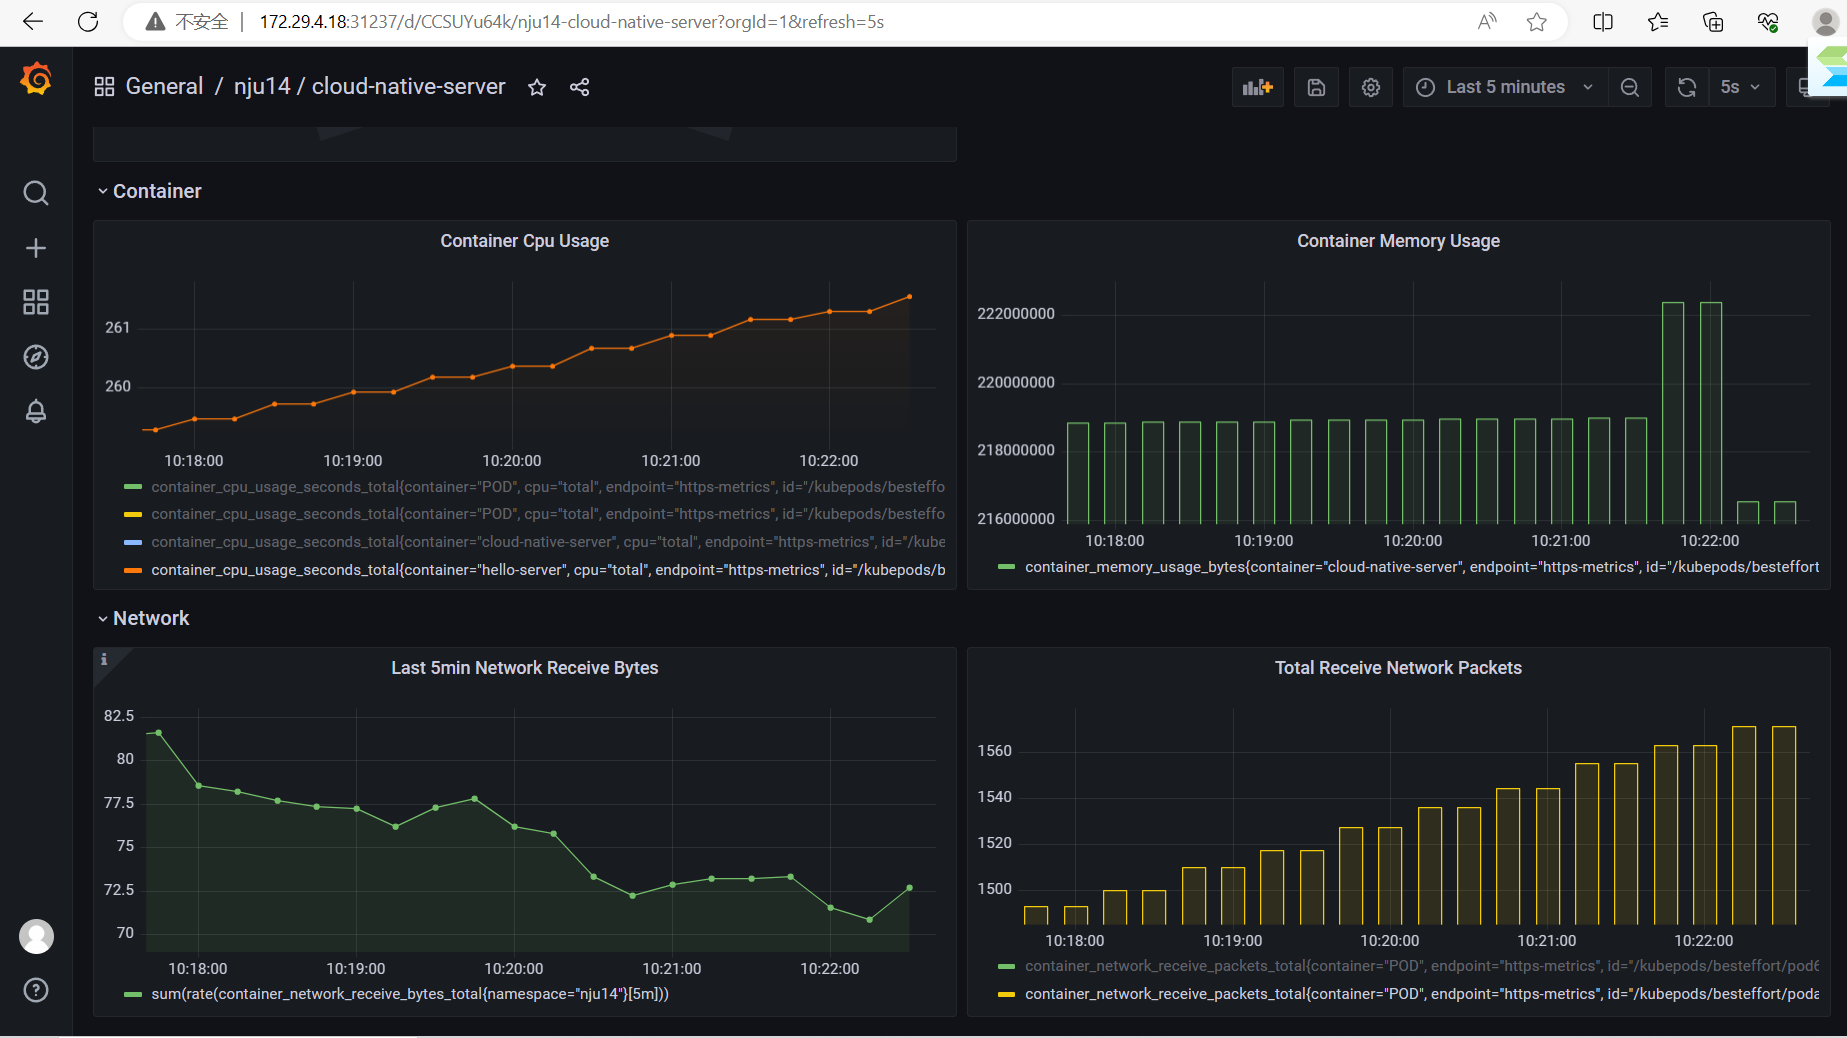 不安全 | 172.29.4.18:31237/d/CCSUYu64k/nju14-cloud-native-server?orgId=1&refresh=5s
General / nju14 / cloud-native-server
Last 5 minutes
5s
Container
Container Cpu Usage
261
260
10:18:00 10:19:00 10:20:00 10:21:00 10:22:00
container_cpu_usage_seconds_total{container="POD", cpu="total", endpoint="https-metrics", id="/kubepods/besteffo
container_cpu_usage_seconds_total{container="POD", cpu="total", endpoint="https-metrics", id="/kubepods/besteffo
container_cpu_usage_seconds_total{container="cloud-native-server", cpu="total", endpoint="https-metrics", id="/kube
container_cpu_usage_seconds_total{container="hello-server", cpu="total", endpoint="https-metrics", id="/kubepods/b
Container Memory Usage
222000000
220000000
218000000
216000000
10:18:00 10:19:00 10:20:00 10:21:00 10:22:00
container_memory_usage_bytes{container="cloud-native-server", endpoint="https-metrics", id="/kubepods/besteffort
Network
Last 5min Network Receive Bytes
82.5
80
77.5
75
72.5
70
10:18:00 10:19:00 10:20:00 10:21:00 10:22:00
sum(rate(container_network_receive_bytes_total{namespace="nju14"}[5m]))
Total Receive Network Packets
1560
1540
1520
1500
10:18:00 10:19:00 10:20:00 10:21:00 10:22:00
container_network_receive_packets_total{container="POD", endpoint="https-metrics", id="/kubepods/besteffort/pod6
container_network_receive_packets_total{container="POD", endpoint="https-metrics", id="/kubepods/besteffort/poda